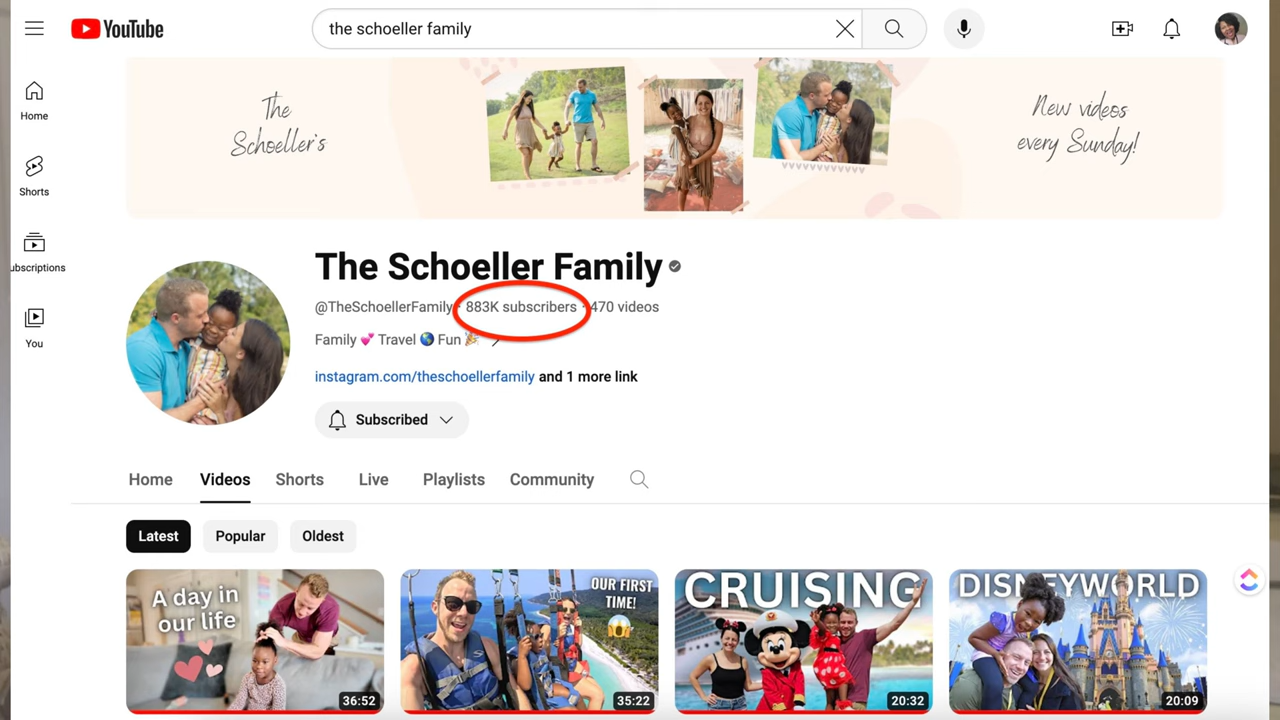 YouTube
the schoeller family
Home
Shorts
ubscriptions
You
The
Schoeller's
New videos
every Sunday!
The Schoeller Family
@TheSchoellerFamily · 883K subscribers · 470 videos
Family 💕 Travel 🌎 Fun 🎉
instagram.com/theschoellerfamily and 1 more link
Subscribed
Home Videos Shorts Live Playlists Community
Latest Popular Oldest
A day in
our life
36:52
OUR FIRST
TIME!
35:22
CRUISING
20:32
DISNEYWORLD
20:09